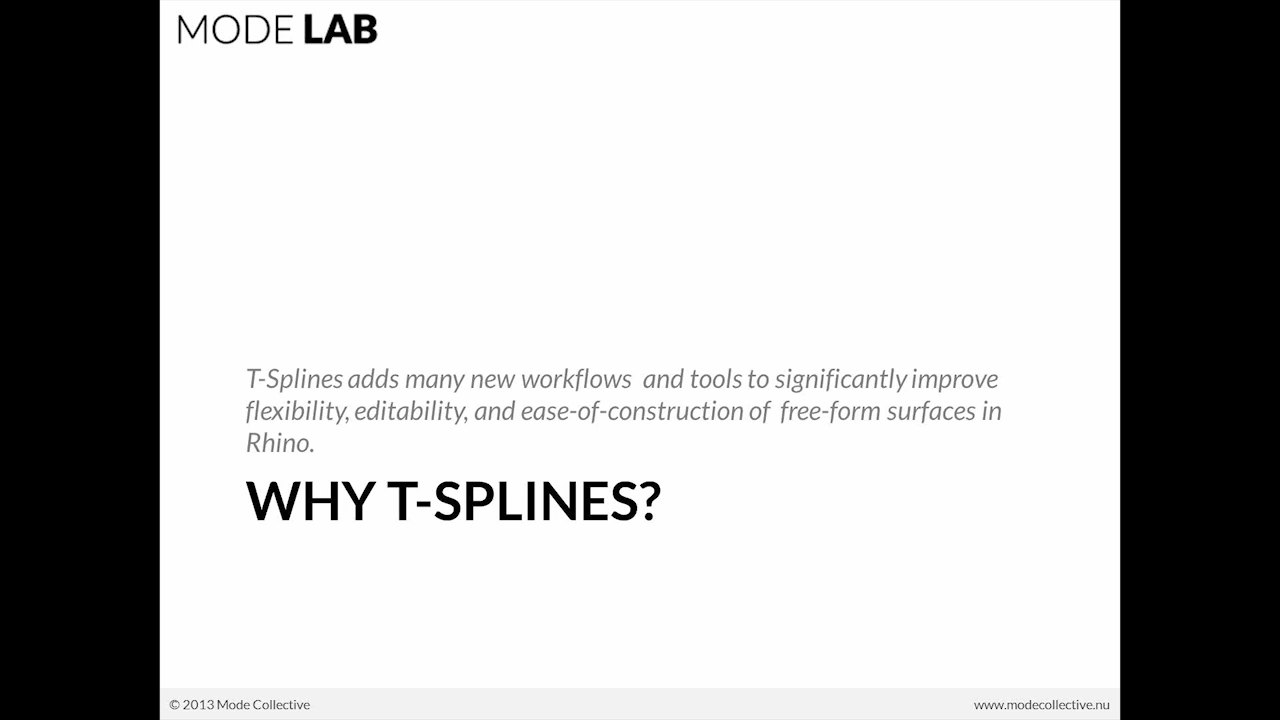 MODE LAB
T-Splines adds many new workflows and tools to significantly improve
flexibility, editability, and ease-of-construction of free-form surfaces in
Rhino.
WHY T-SPLINES?
© 2013 Mode Collective
www.modecollective.nu